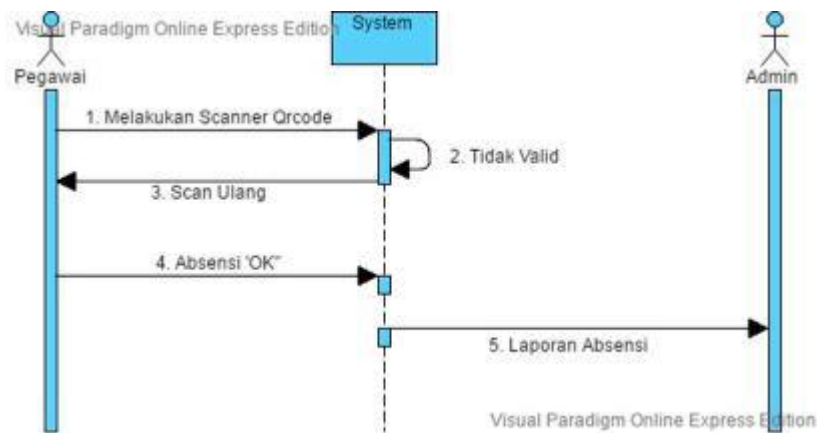 Visual Paradigm Online Express Edition
System
Pegawai
Admin
1. Melakukan Scanner Qrcode
2. Tidak Valid
3. Scan Ulang
4. Absensi 'OK"
5. Laporan Absensi
Visual Paradigm Online Express Edition